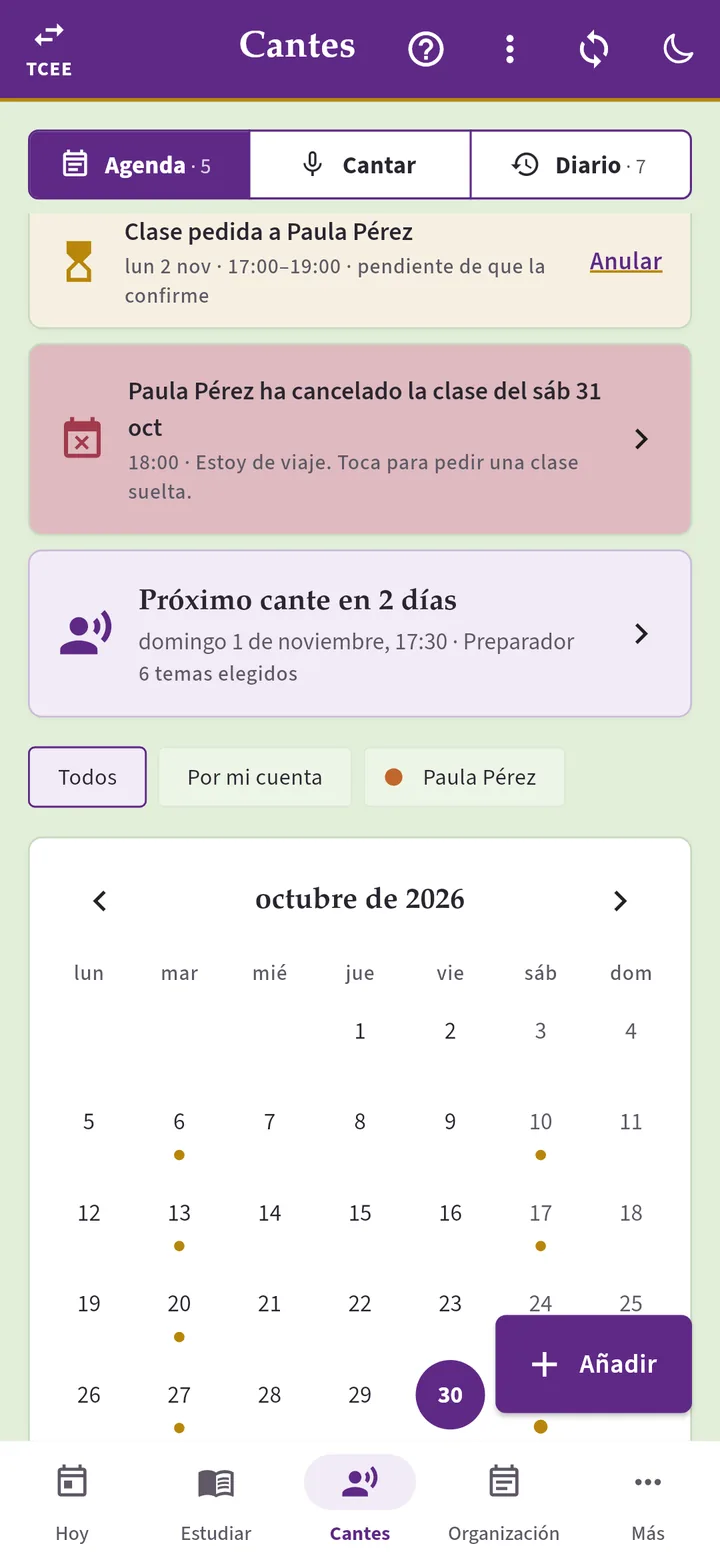 TCEE
Cantes
Agenda · 5
Cantar
Diario · 7
Clase pedida a Paula Pérez
lun 2 nov · 17:00–19:00 · pendiente de que la
confirme
Anular
Paula Pérez ha cancelado la clase del sáb 31
oct
18:00 · Estoy de viaje. Toca para pedir una clase
suelta.
Próximo cante en 2 días
domingo 1 de noviembre, 17:30 · Preparador
6 temas elegidos
Todos
Por mi cuenta
Paula Pérez
octubre de 2026
lun mar mié jue vie sáb dom
1 2 3 4
5 6 7 8 9 10 11
12 13 14 15 16 17 18
19 20 21 22 23 24 25
26 27 28 29 30
Añadir
Hoy
Estudiar
Cantes
Organización
Más